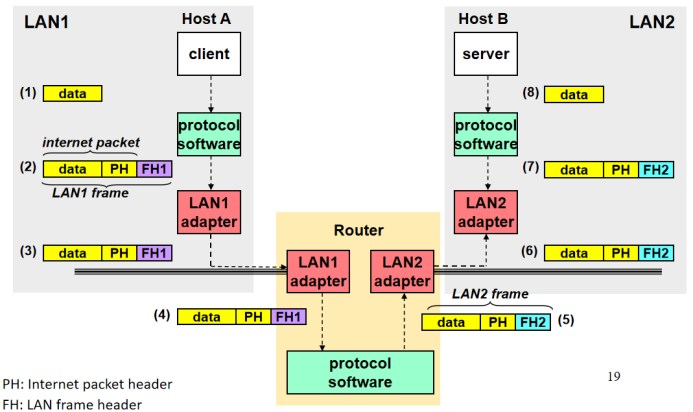 LAN1
Host A
Host B
LAN2
client
server
(1) data
(8) data
protocol
software
protocol
software
internet packet
(2) data PH FH1
LAN1 frame
(7) data PH FH2
LAN1
adapter
LAN2
adapter
Router
(3) data PH FH1
LAN1
adapter
LAN2
adapter
(6) data PH FH2
(4) data PH FH1
LAN2 frame
data PH FH2 (5)
protocol
software
19
PH: Internet packet header
FH: LAN frame header